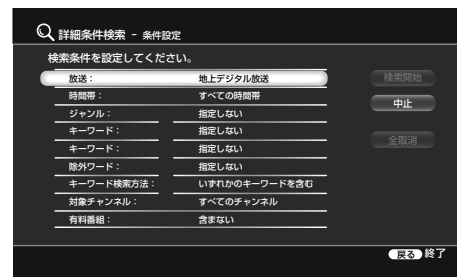 詳細条件検索 - 条件設定
検索条件を設定してください。
放送： 地上デジタル放送
時間帯： すべての時間帯
ジャンル： 指定しない
キーワード： 指定しない
キーワード： 指定しない
除外ワード： 指定しない
キーワード検索方法： いずれかのキーワードを含む
対象チャンネル： すべてのチャンネル
有料番組： 含まない
検索開始
中止
全取消
戻る 終了